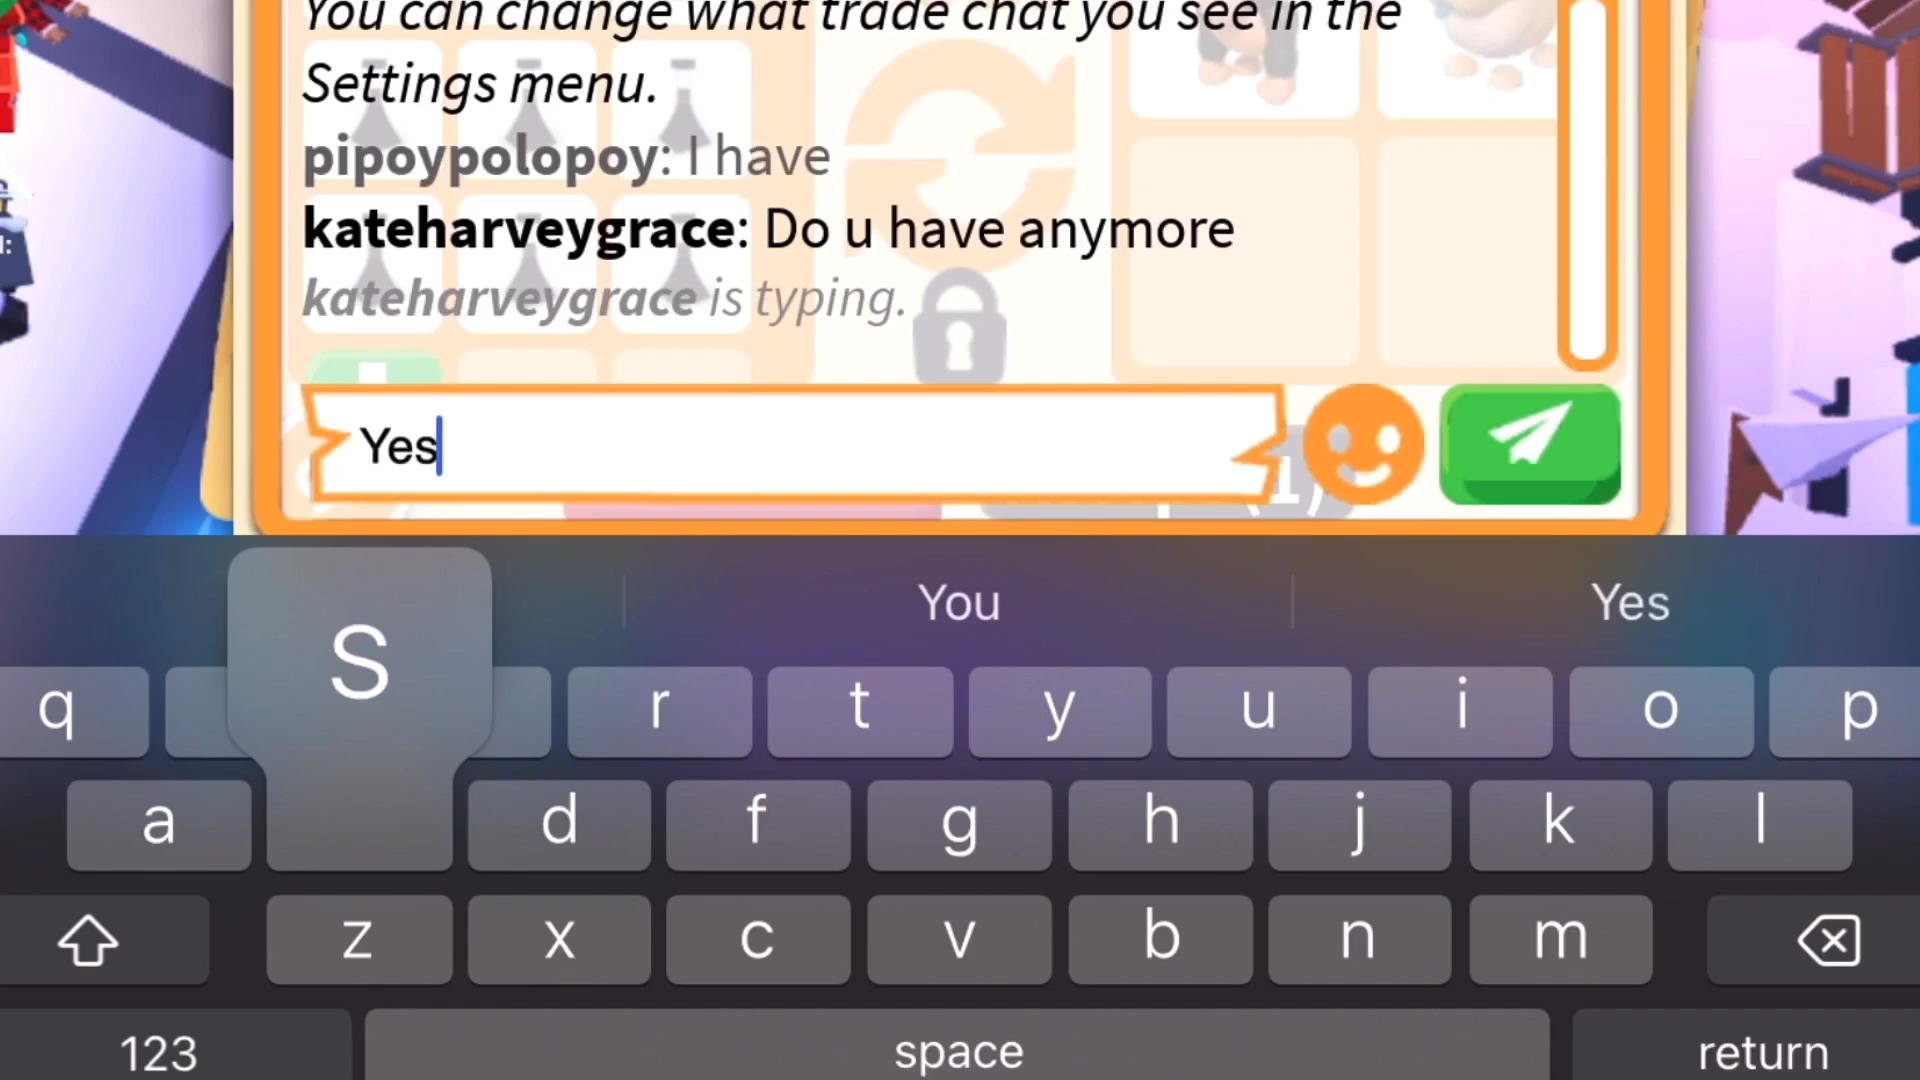 You can change what trade chat you see in the
Settings menu.
pipoypolopoy: I have
kateharveygrace: Do u have anymore
kateharveygrace is typing.
Yes
You Yes
S
q r t y u i o p
a d f g h j k l
z x c v b n m
123 space return